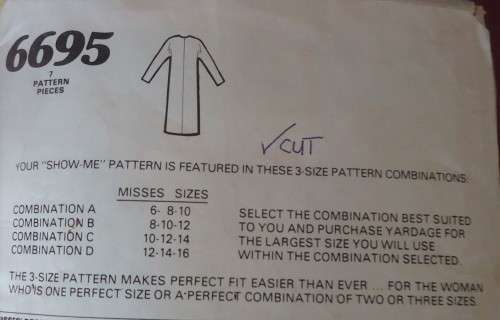 6695
7
PATTERN
PIECES
✓CUT
YOUR "SHOW-ME" PATTERN IS FEATURED IN THESE 3-SIZE PATTERN COMBINATIONS:
MISSES SIZES
COMBINATION A 6- 8-10 SELECT THE COMBINATION BEST SUITED
COMBINATION B 8-10-12 TO YOU AND PURCHASE YARDAGE FOR
COMBINATION C 10-12-14 THE LARGEST SIZE YOU WILL USE
COMBINATION D 12-14-16 WITHIN THE COMBINATION SELECTED.
THE 3-SIZE PATTERN MAKES PERFECT FIT EASIER THAN EVER ... FOR THE WOMAN
WHO IS ONE PERFECT SIZE OR A PERFECT COMBINATION OF TWO OR THREE SIZES.